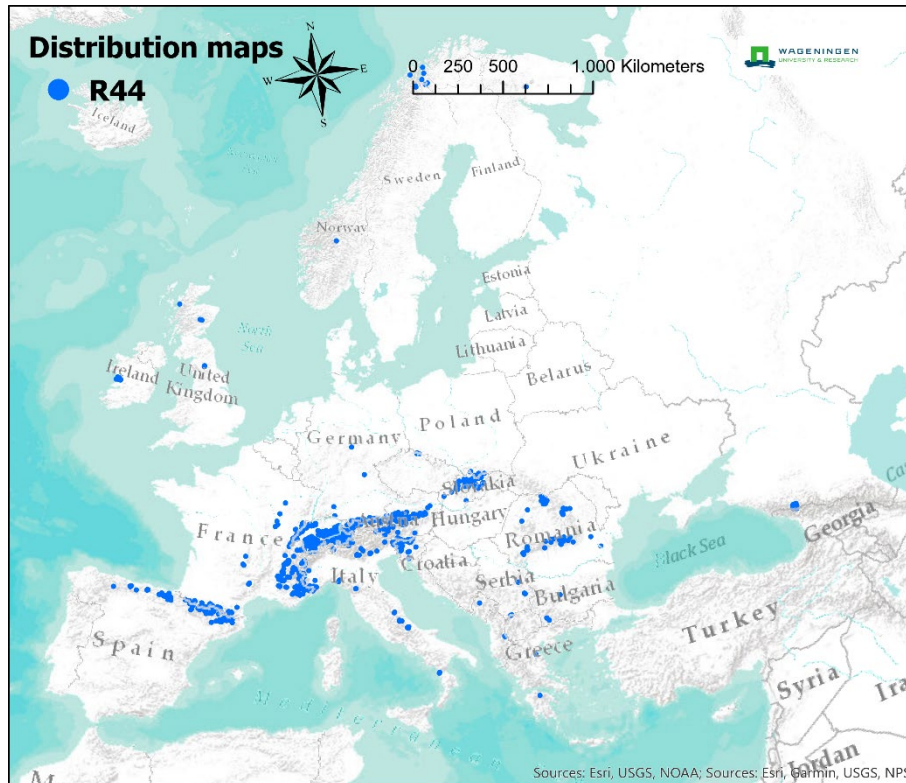 Distribution maps
R44
N
W
E
S
0 250 500 1.000 Kilometers
WAGENINGEN
UNIVERSITY & RESEARCH
Iceland
Sweden
Finland
Norway
Estonia
Latvia
Lithuania
Belarus
North
Sea
Ireland
United
Kingdom
Poland
Germany
Ukraine
Slovakia
France
Austria
Hungary
Romania
Croatia
Italy
Serbia
Bulgaria
Black Sea
Georgia
Spain
Greece
Turkey
Syria
Ira
Mediterranean
Jordan
M
Sources: Esri, USGS, NOAA; Sources: Esri, Garmin, USGS, NPS